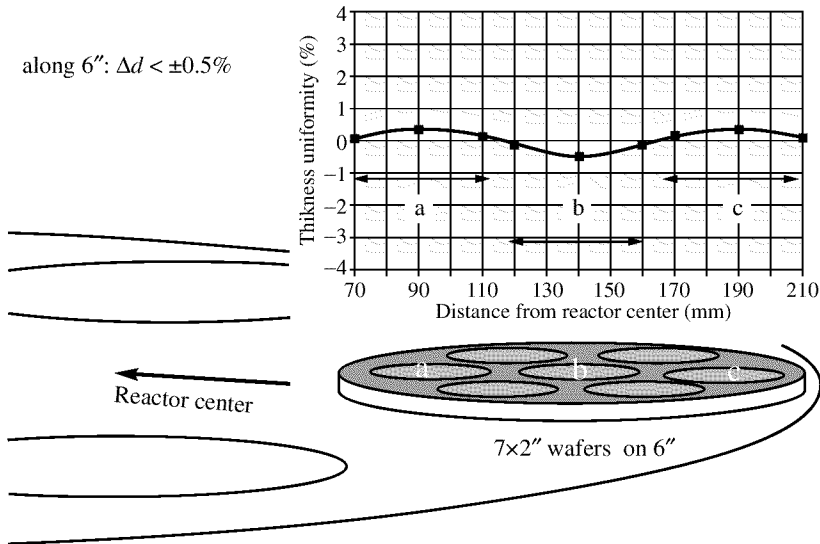 along 6″: Δd < ±0.5%
Thikness uniformity (%)
4
3
2
1
0
−1
−2
−3
−4
a
b
c
70 90 110 130 150 170 190 210
Distance from reactor center (mm)
a b c
Reactor center
7×2″ wafers on 6″